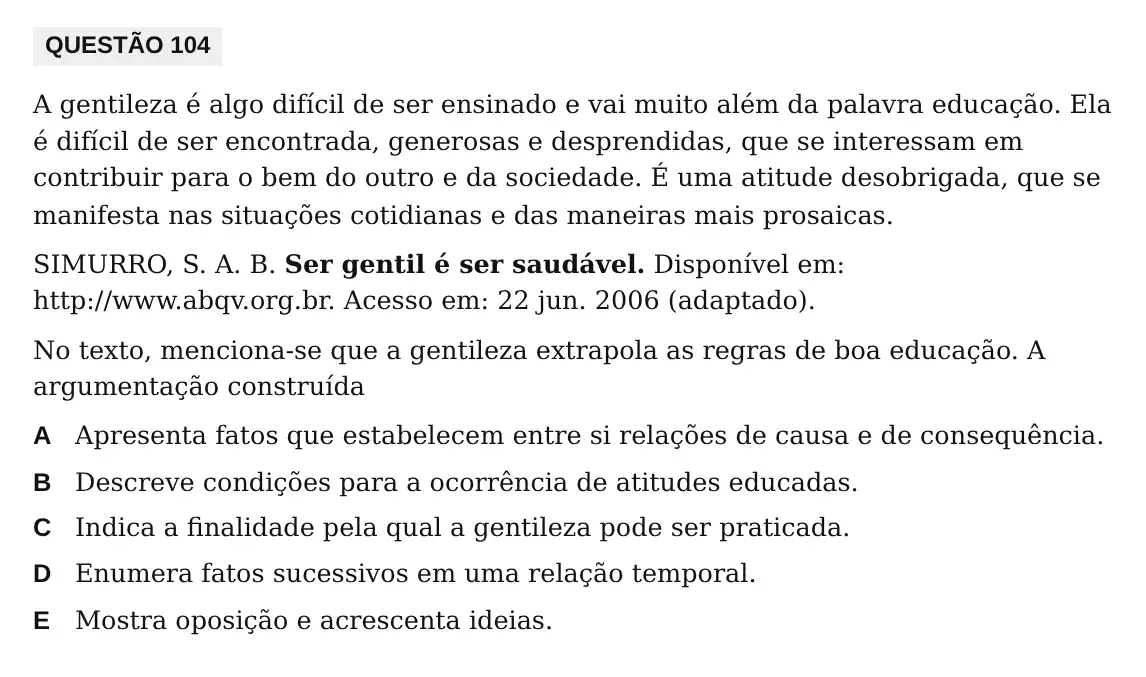 QUESTÃO 104
A gentileza é algo difícil de ser ensinado e vai muito além da palavra educação. Ela
é difícil de ser encontrada, generosas e desprendidas, que se interessam em
contribuir para o bem do outro e da sociedade. É uma atitude desobrigada, que se
manifesta nas situações cotidianas e das maneiras mais prosaicas.
SIMURRO, S. A. B. Ser gentil é ser saudável. Disponível em:
http://www.abqv.org.br. Acesso em: 22 jun. 2006 (adaptado).
No texto, menciona-se que a gentileza extrapola as regras de boa educação. A
argumentação construída
A Apresenta fatos que estabelecem entre si relações de causa e de consequência.
B Descreve condições para a ocorrência de atitudes educadas.
C Indica a finalidade pela qual a gentileza pode ser praticada.
D Enumera fatos sucessivos em uma relação temporal.
E Mostra oposição e acrescenta ideias.